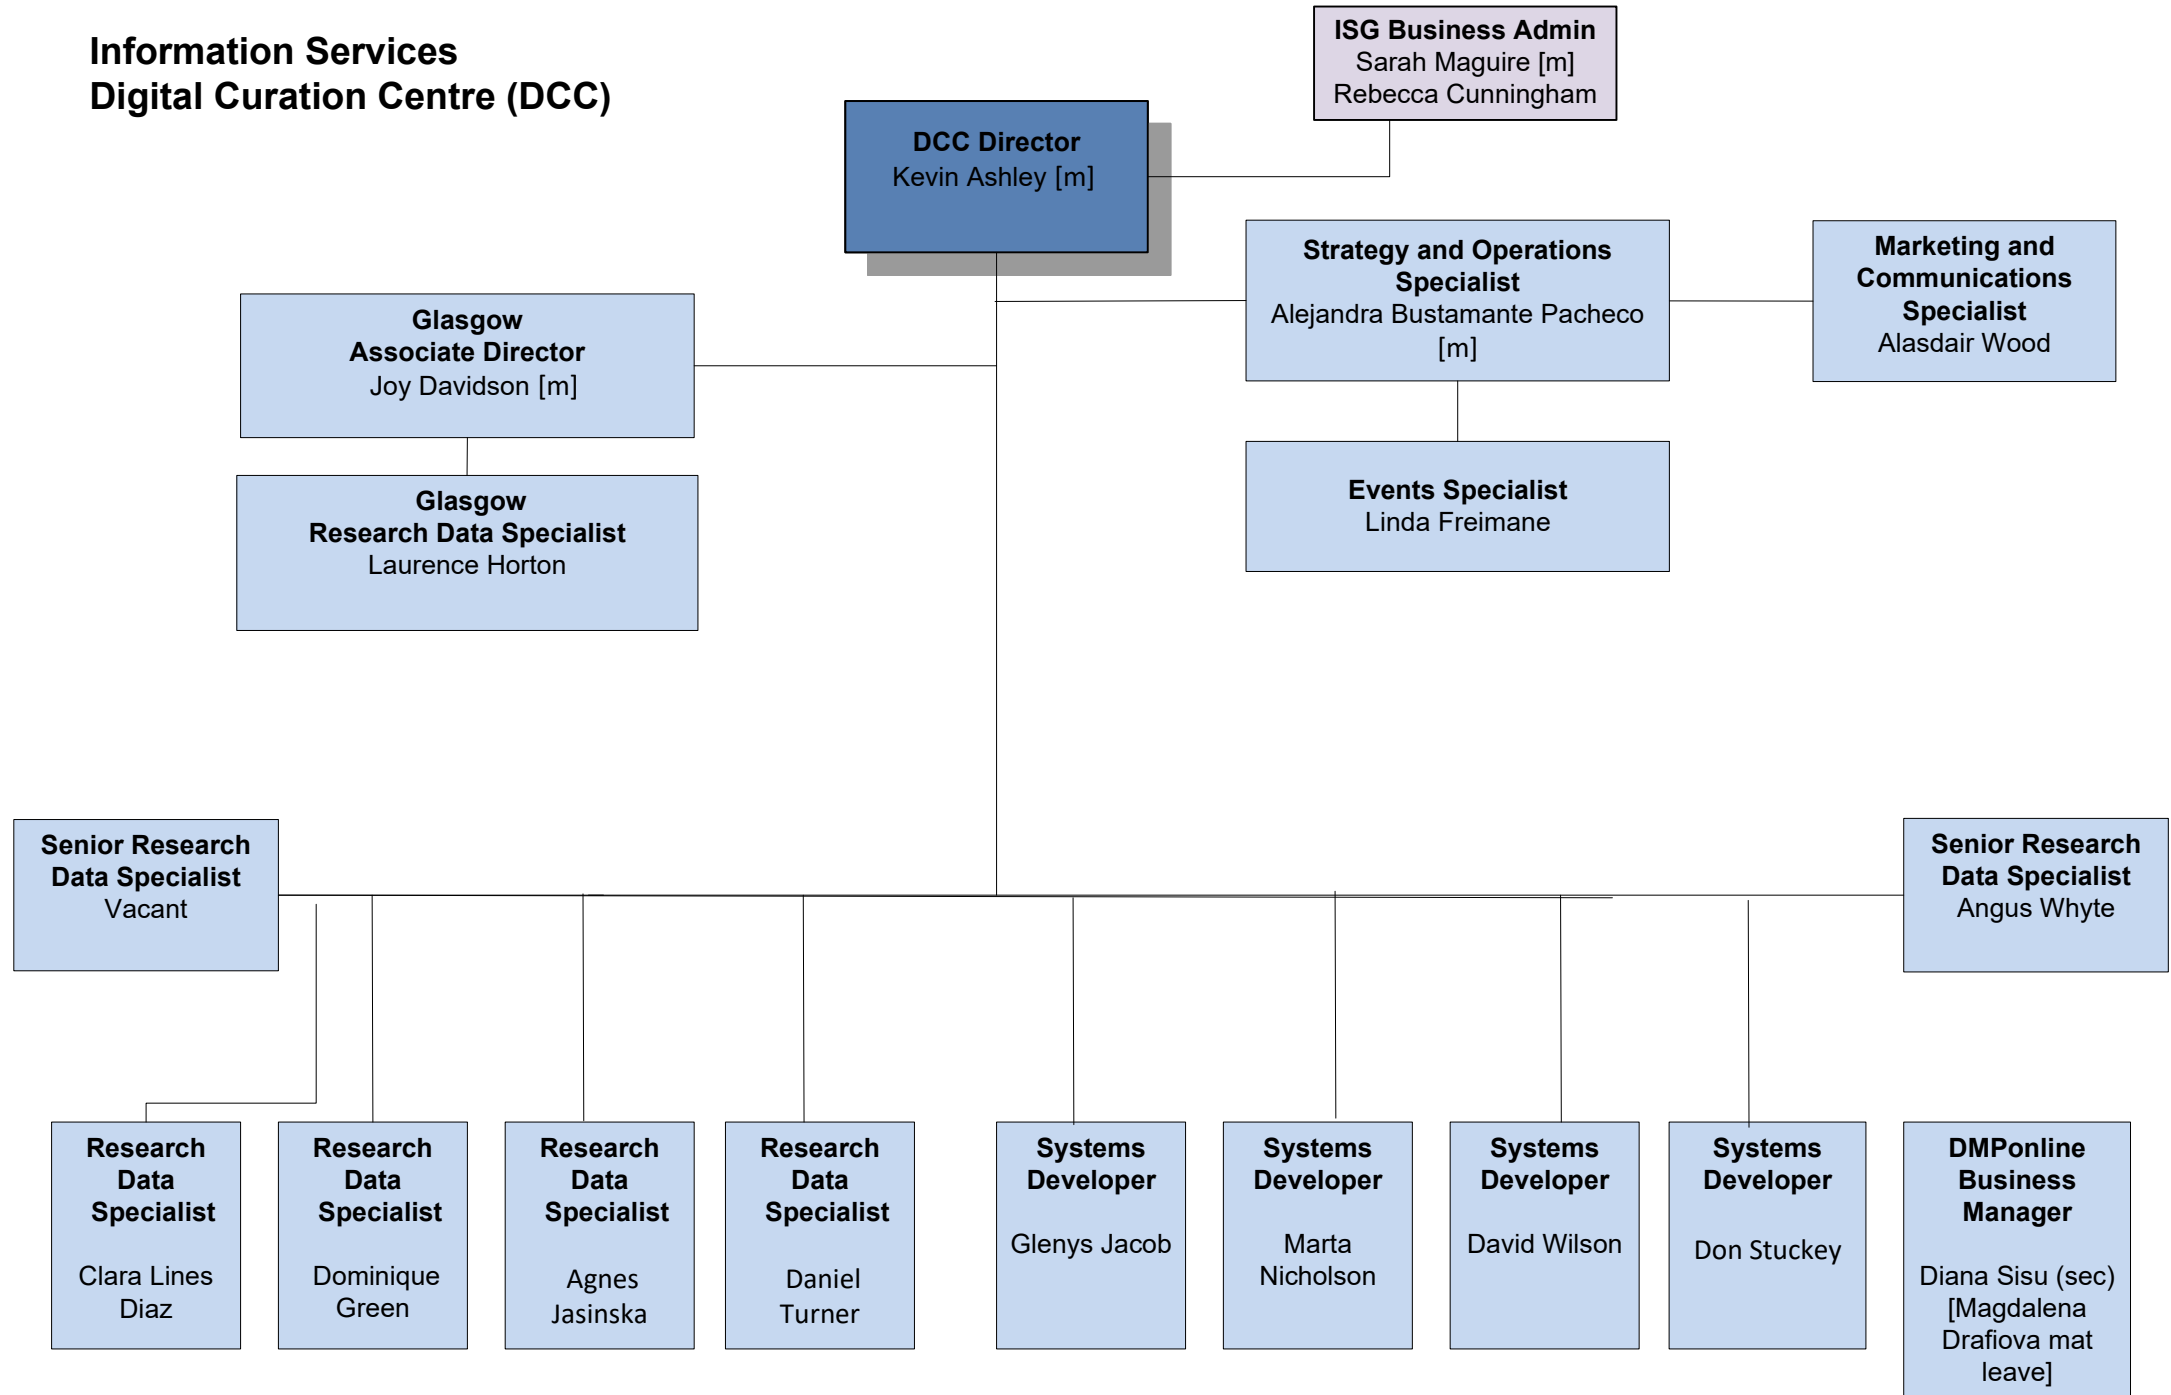 Information Services
Digital Curation Centre (DCC)
ISG Business Admin
Sarah Maguire [m]
Rebecca Cunningham
DCC Director
Kevin Ashley [m]
Strategy and Operations
Specialist
Alejandra Bustamante Pacheco
[m]
Marketing and
Communications
Specialist
Alasdair Wood
Glasgow
Associate Director
Joy Davidson [m]
Glasgow
Research Data Specialist
Laurence Horton
Events Specialist
Linda Freimane
Senior Research
Data Specialist
Vacant
Senior Research
Data Specialist
Angus Whyte
Research
Data
Specialist
Clara Lines
Diaz
Research
Data
Specialist
Dominique
Green
Research
Data
Specialist
Agnes
Jasinska
Research
Data
Specialist
Daniel
Turner
Systems
Developer
Glenys Jacob
Systems
Developer
Marta
Nicholson
Systems
Developer
David Wilson
Systems
Developer
Don Stuckey
DMPonline
Business
Manager
Diana Sisu (sec)
[Magdalena
Drafiova mat
leave]